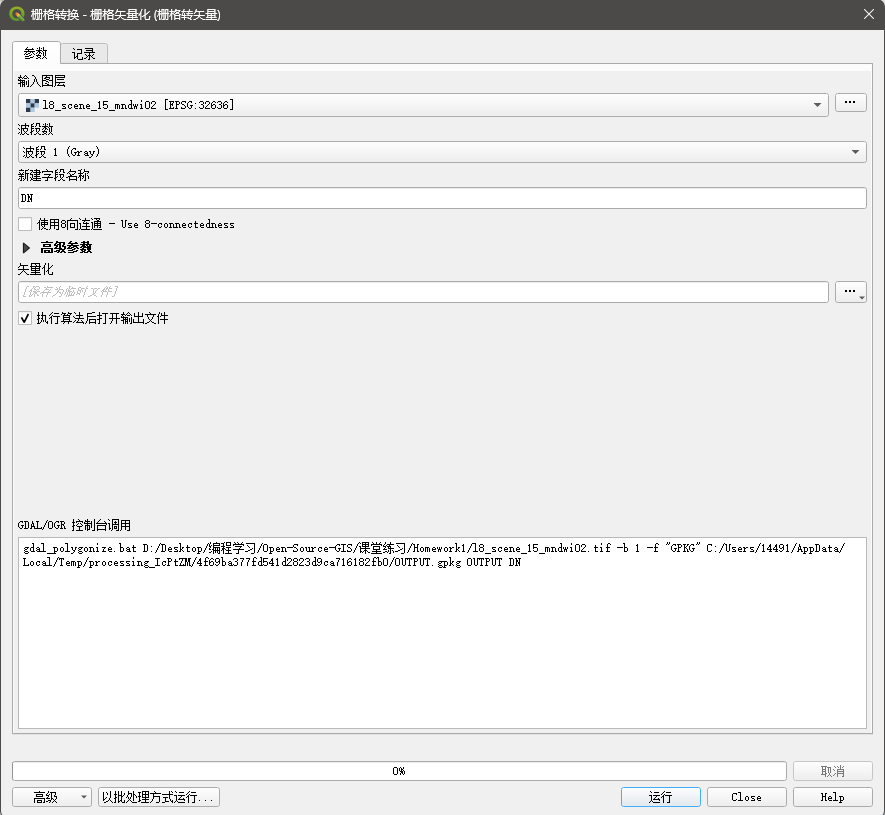 栅格转换 - 栅格矢量化 (栅格转矢量)
参数
记录
输入图层
l8_scene_15_mndwi02 [EPSG:32636]
...
波段数
波段 1 (Gray)
新建字段名称
DN
使用8向连通 - Use 8-connectedness
高级参数
矢量化
[保存为临时文件]
...
执行算法后打开输出文件
GDAL/OGR 控制台调用
gdal_polygonize.bat D:/Desktop/编程学习/Open-Source-GIS/课堂练习/Homework1/l8_scene_15_mndwi02.tif -b 1 -f "GPKG" C:/Users/14491/AppData/
Local/Temp/processing_IcPtZM/4f69ba377fd541d2823d9ca716182fb0/OUTPUT.gpkg OUTPUT DN
0%
取消
高级
以批处理方式运行...
运行
Close
Help